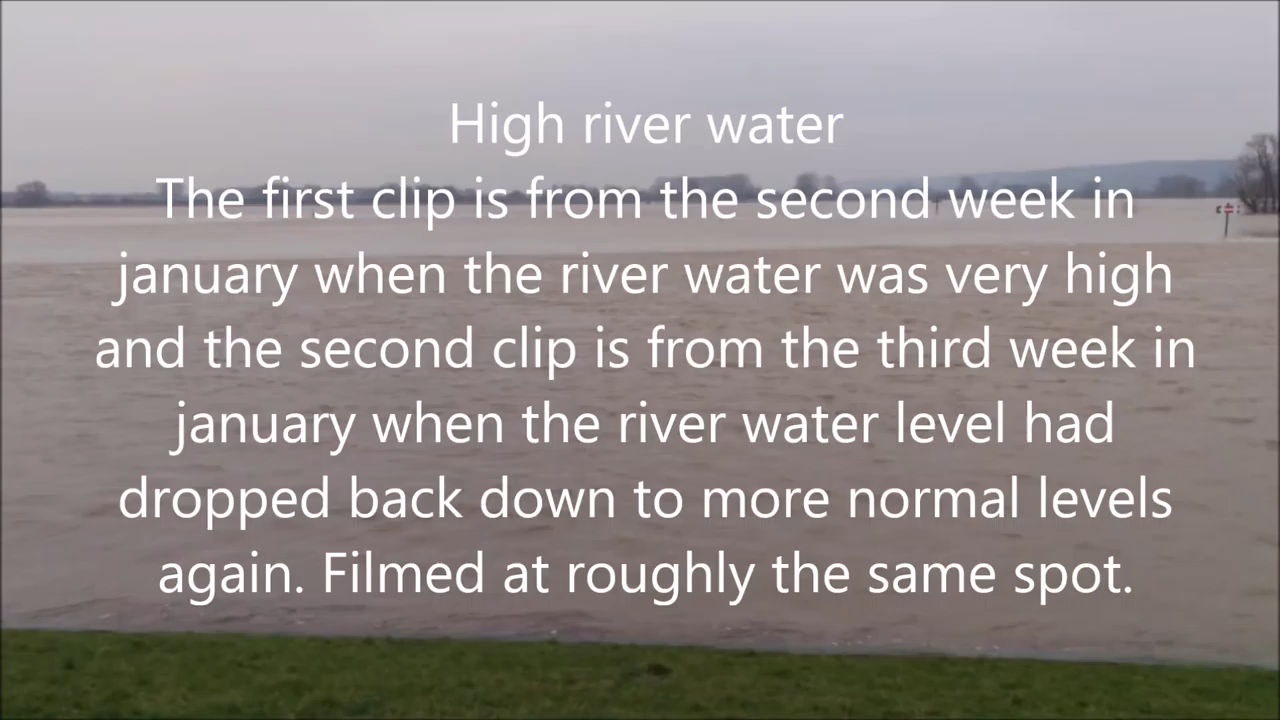 High river water
The first clip is from the second week in
january when the river water was very high
and the second clip is from the third week in
january when the river water level had
dropped back down to more normal levels
again. Filmed at roughly the same spot.